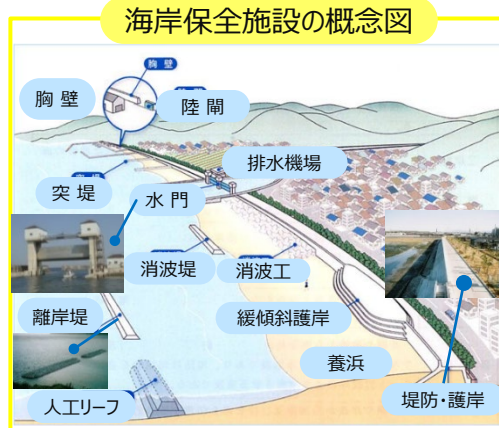 海岸保全施設の概念図
胸 壁
胸 壁
陸 閘
排水機場
突 堤
水 門
消波堤
消波工
離岸堤
緩傾斜護岸
養浜
人工リーフ
堤防・護岸